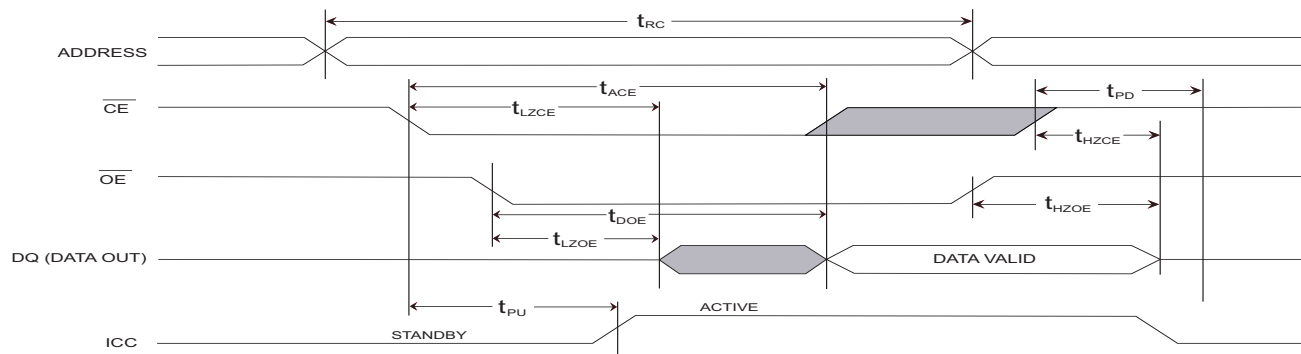 tRC
ADDRESS
tACE
tPD
CE
tLZCE
tHZCE
OE
tDOE
tHZOE
tLZOE
DQ (DATA OUT)
DATA VALID
tPU
ACTIVE
STANDBY
ICC